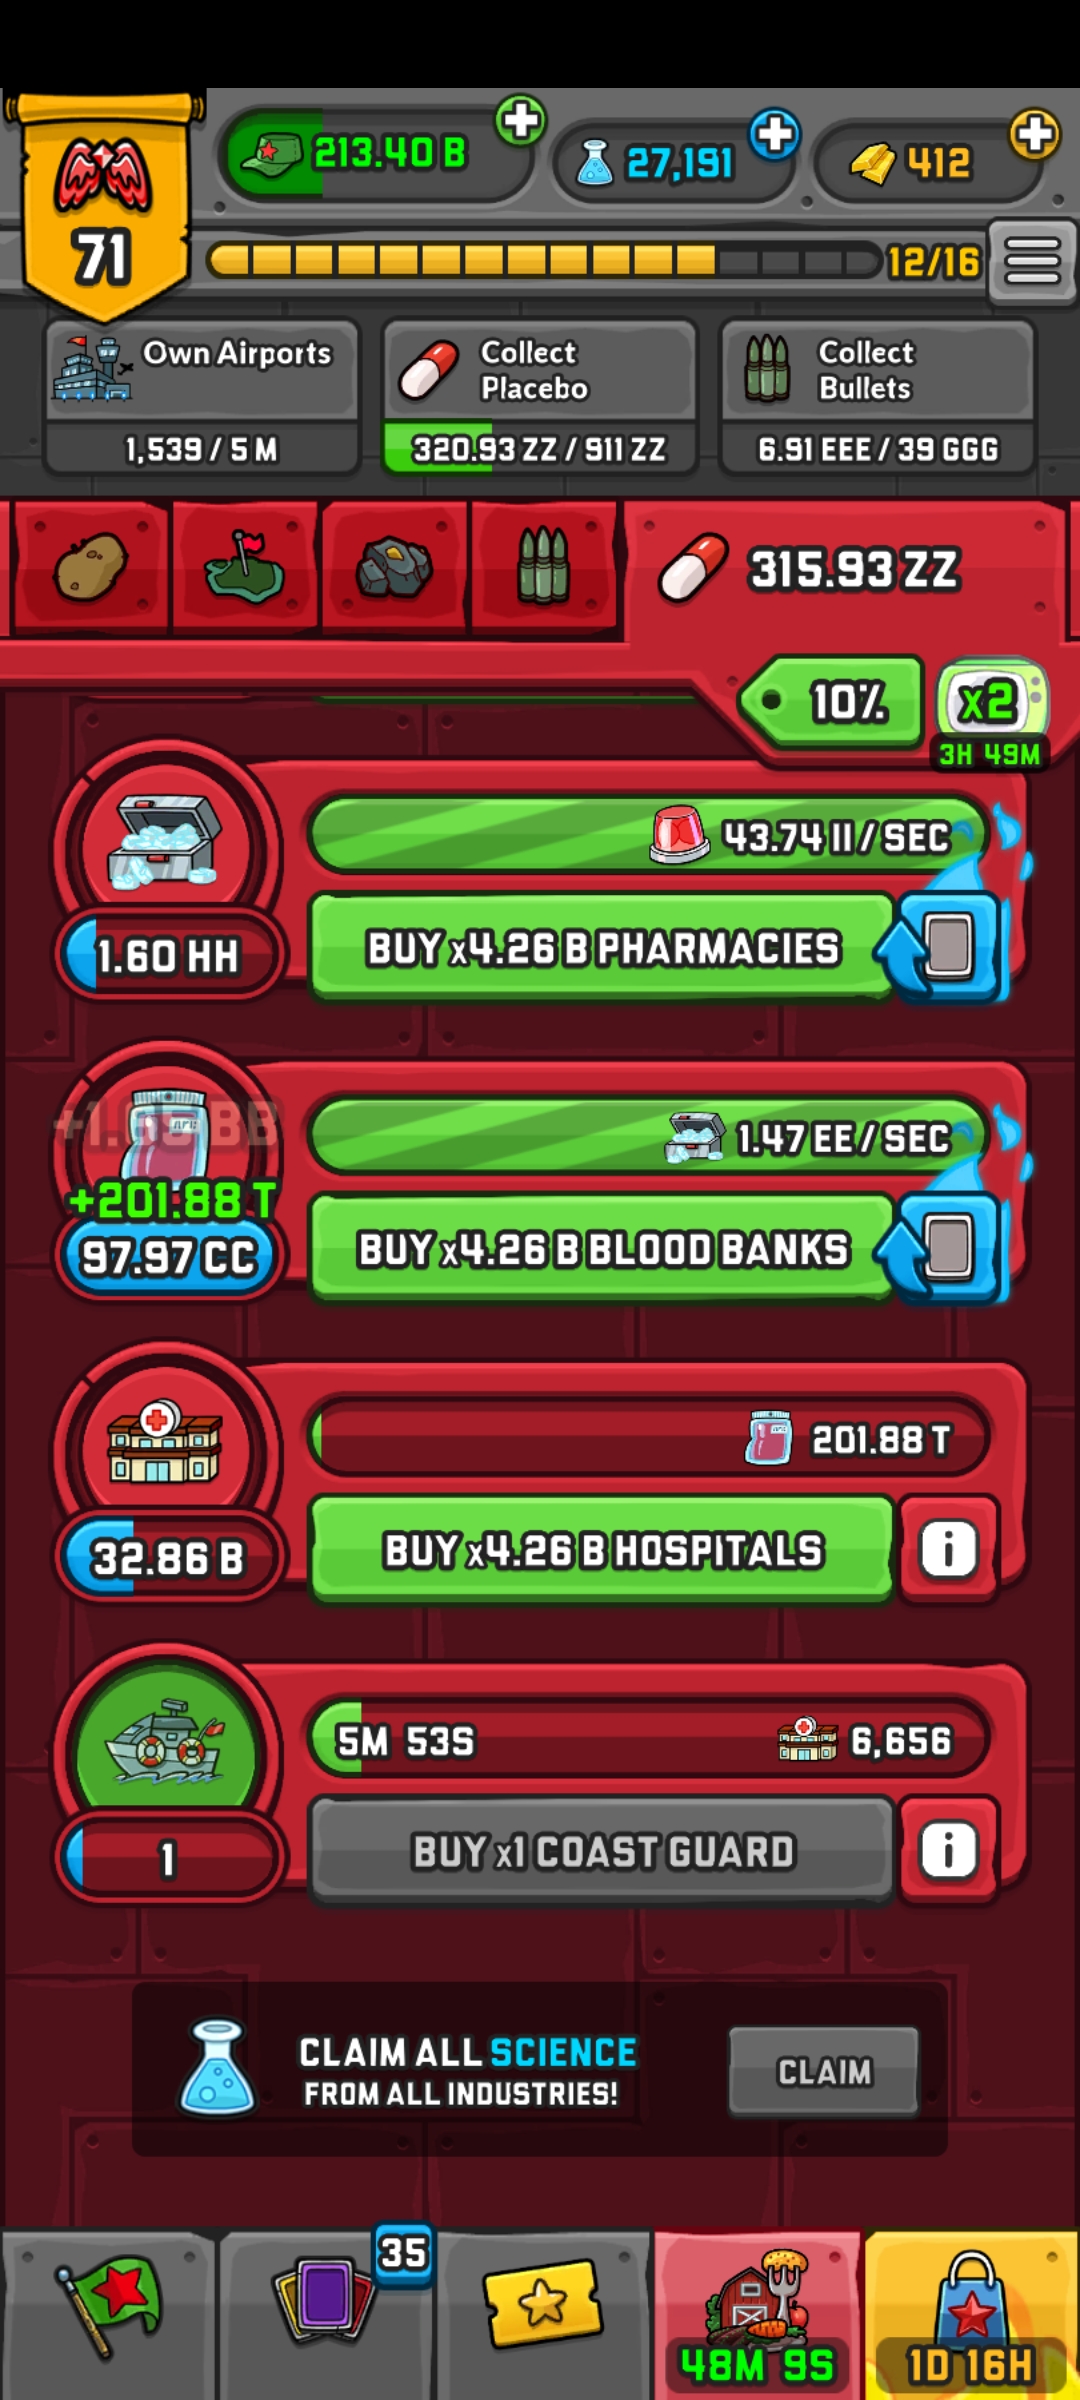 213.40 B
27,191
412
71
12/16
Own Airports
1,539 / 5 M
Collect
Placebo
320.93 ZZ / 911 ZZ
Collect
Bullets
6.91 EEE / 39 GGG
315.93 ZZ
10%
x2
3H 49M
43.74 II / SEC
1.60 HH
BUY x4.26 B PHARMACIES
1.47 EE / SEC
+201.88 T
97.97 CC
BUY x4.26 B BLOOD BANKS
201.88 T
32.86 B
BUY x4.26 B HOSPITALS
i
5M 53S
6,656
1
BUY x1 COAST GUARD
i
CLAIM ALL SCIENCE
FROM ALL INDUSTRIES!
CLAIM
35
48M 9S
1D 16H